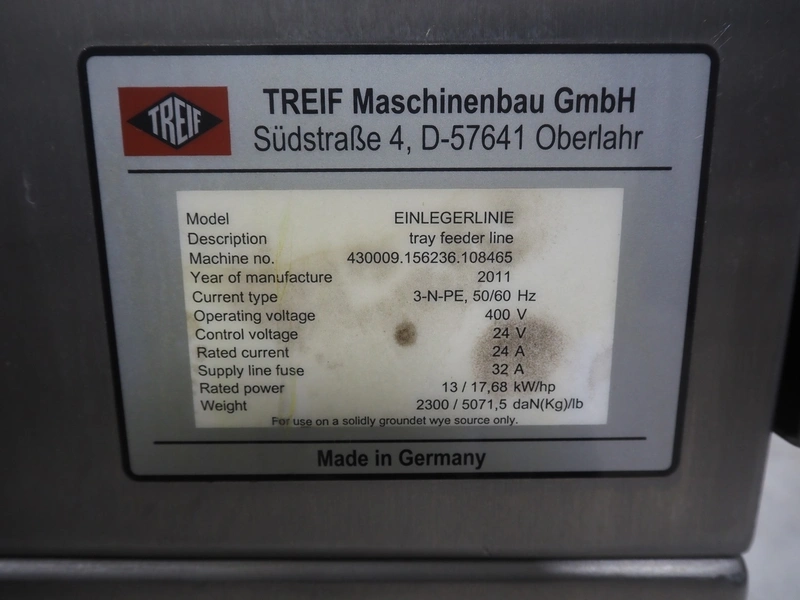 TREIF
TREIF Maschinenbau GmbH
Südstraße 4, D-57641 Oberlahr
Model EINLEGERLINIE
Description tray feeder line
Machine no. 430009.156236.108465
Year of manufacture 2011
Current type 3-N-PE, 50/60 Hz
Operating voltage 400 V
Control voltage 24 V
Rated current 24 A
Supply line fuse 32 A
Rated power 13 / 17,68 kW/hp
Weight 2300 / 5071,5 daN(Kg)/lb
For use on a solidly groundet wye source only.
Made in Germany